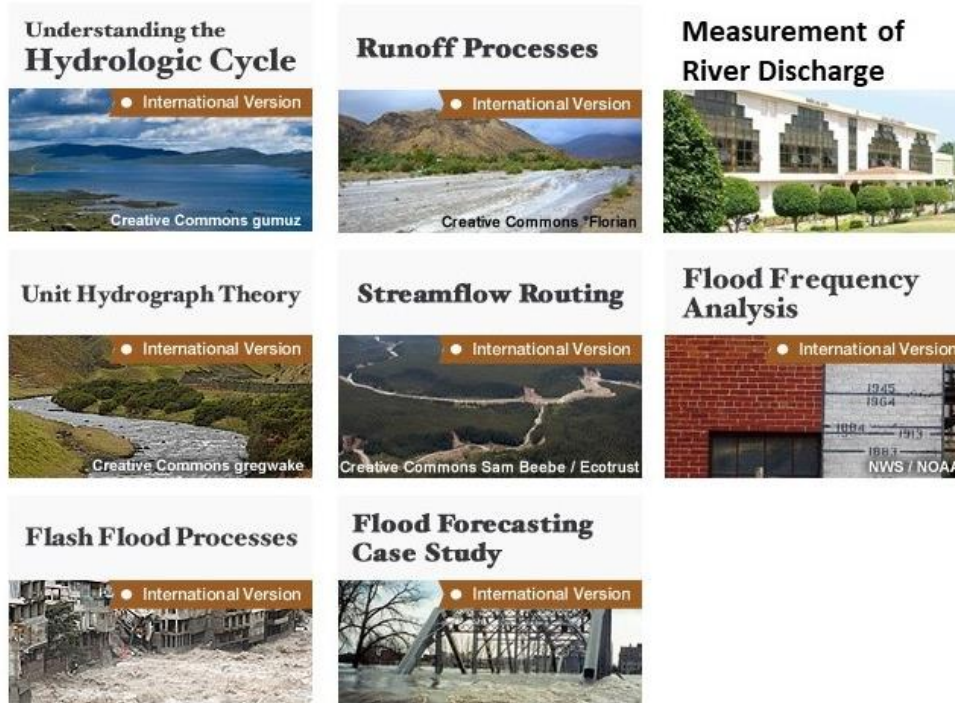 Understanding the
Hydrologic Cycle
International Version
Creative Commons gumuz
Runoff Processes
International Version
Creative Commons °Florian
Measurement of
River Discharge
Unit Hydrograph Theory
International Version
Creative Commons gregwake
Streamflow Routing
International Version
Creative Commons Sam Beebe / Ecotrust
Flood Frequency
Analysis
International Version
1945
1964
1884 1913
1883
NWS / NOAA
Flash Flood Processes
International Version
Flood Forecasting
Case Study
International Version